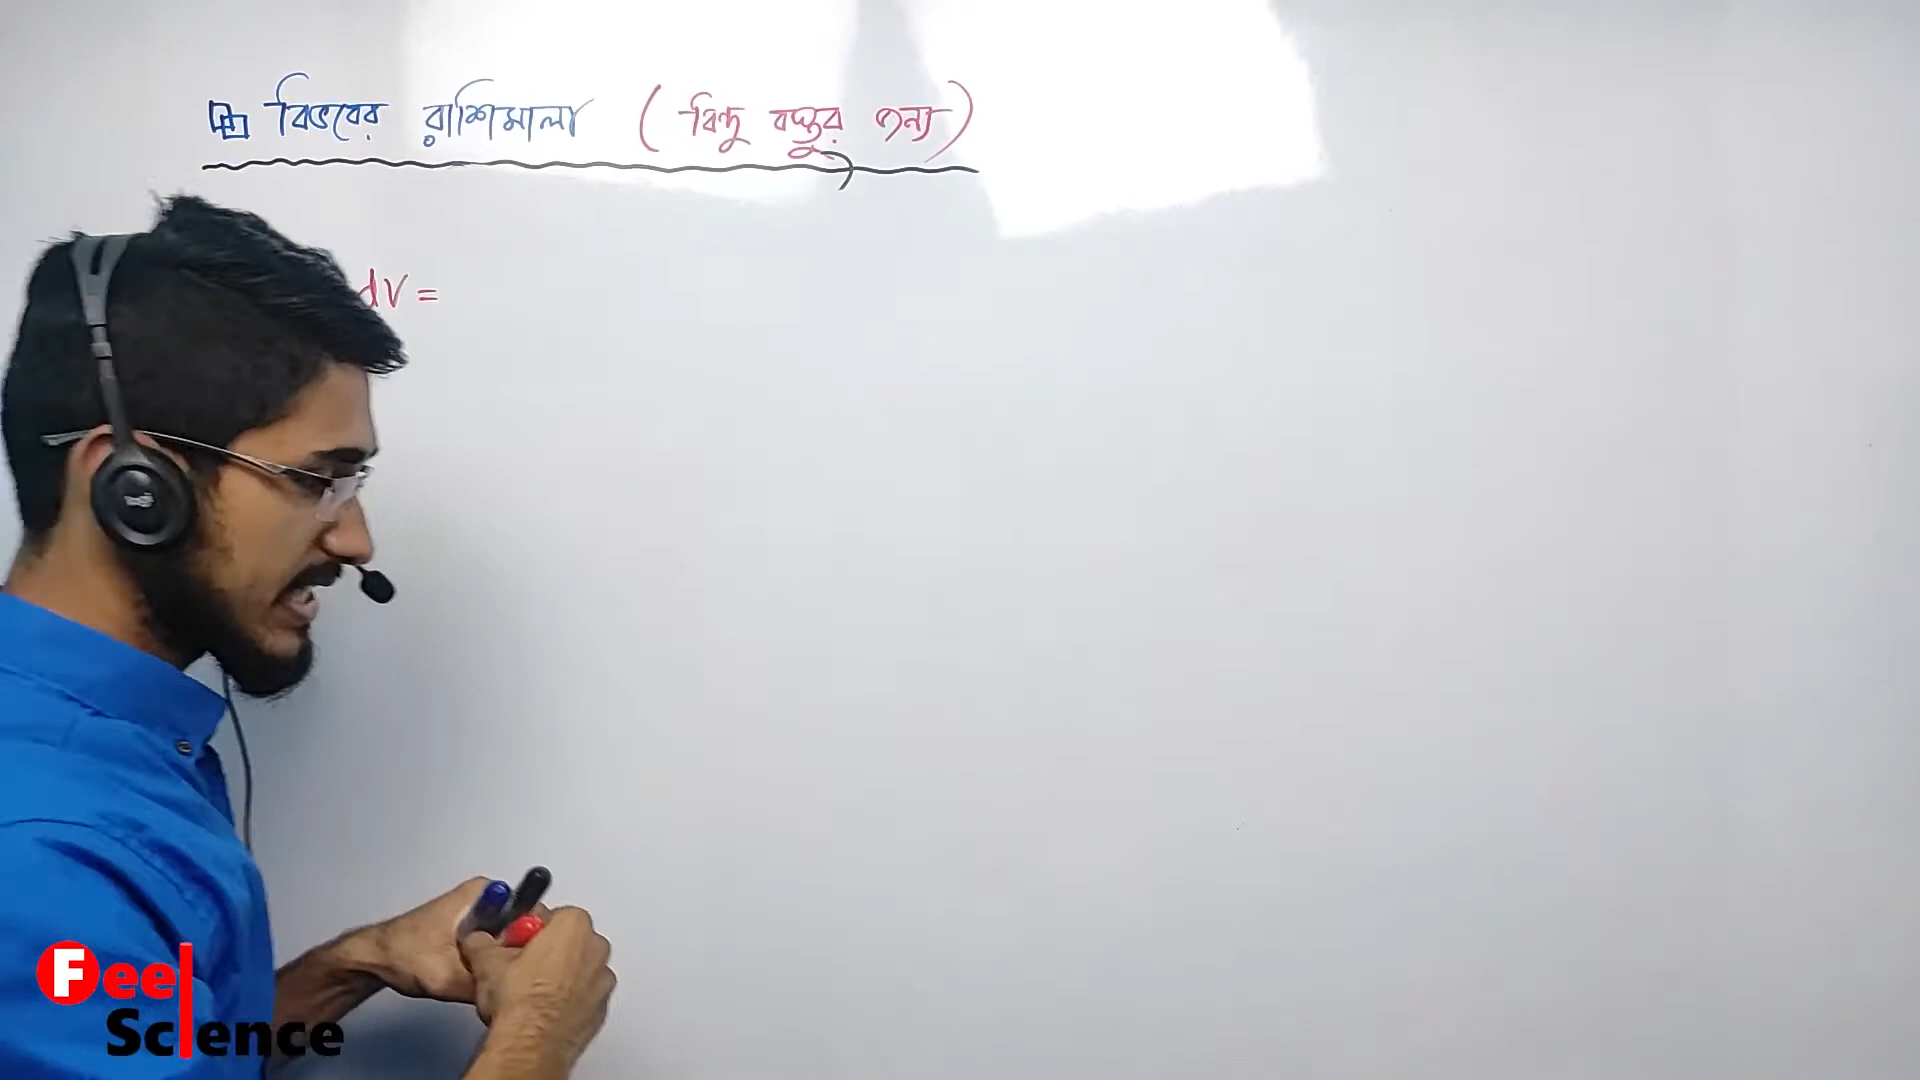 বিভবের রাশিমালা (বিন্দু বস্তুর জন্য)
dV =
Feel
Science